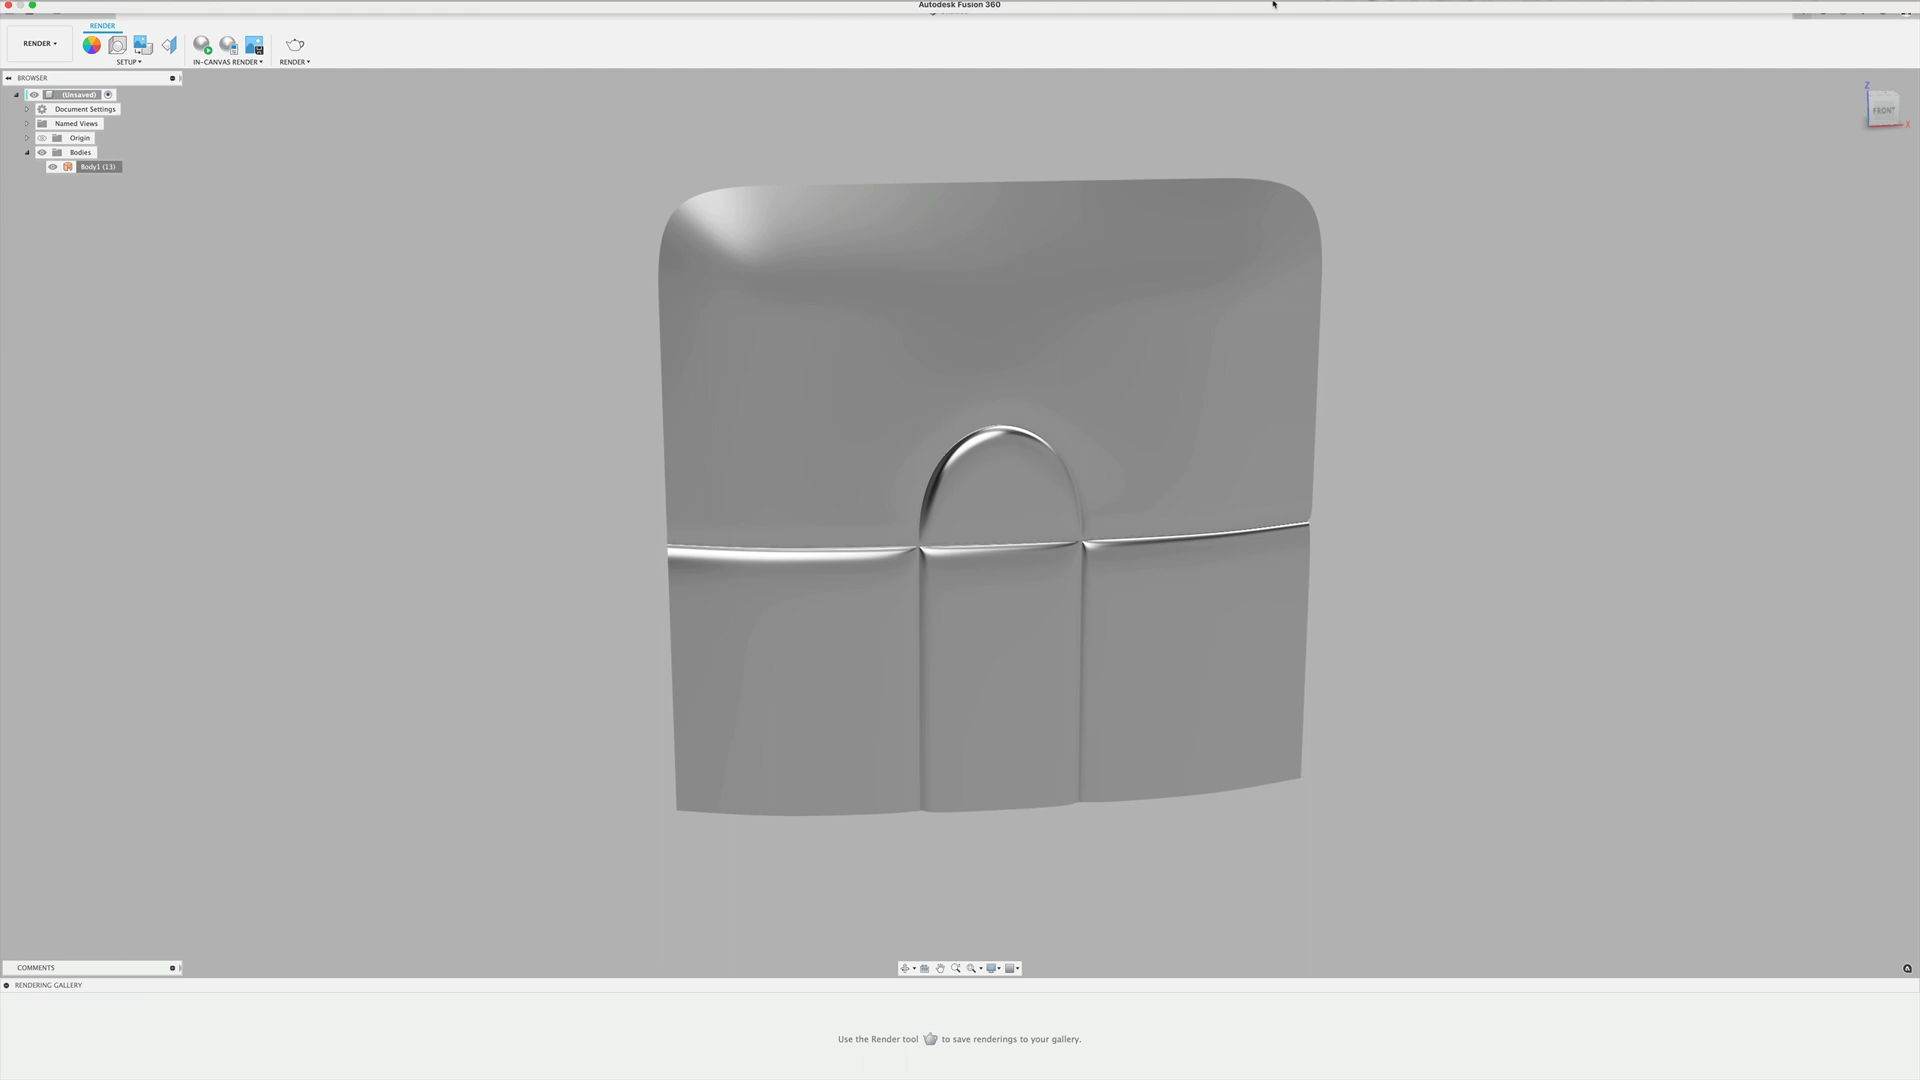 Autodesk Fusion 360
RENDER
RENDER
SETUP
IN-CANVAS RENDER
RENDER
BROWSER
(Unsaved)
Document Settings
Named Views
Origin
Bodies
Body1 (13)
Z
FRONT
X
COMMENTS
RENDERING GALLERY
Use the Render tool to save renderings to your gallery.